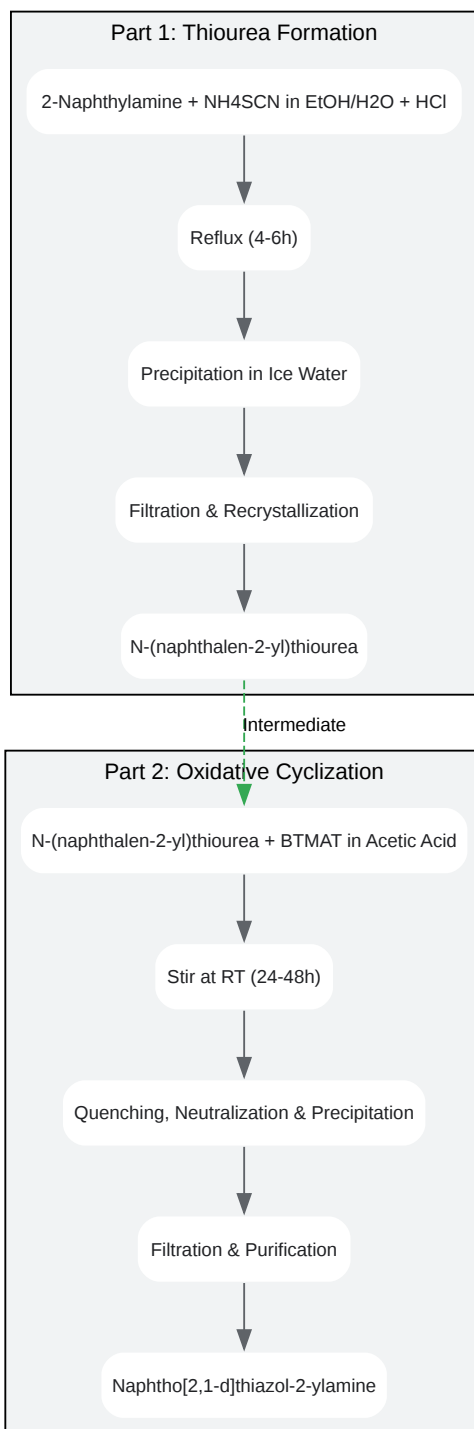 Part 1: Thiourea Formation
2-Naphthylamine + NH4SCN in EtOH/H2O + HCl
Reflux (4-6h)
Precipitation in Ice Water
Filtration & Recrystallization
N-(naphthalen-2-yl)thiourea
Intermediate
Part 2: Oxidative Cyclization
N-(naphthalen-2-yl)thiourea + BTMAT in Acetic Acid
Stir at RT (24-48h)
Quenching, Neutralization & Precipitation
Filtration & Purification
Naphtho[2,1-d]thiazol-2-ylamine